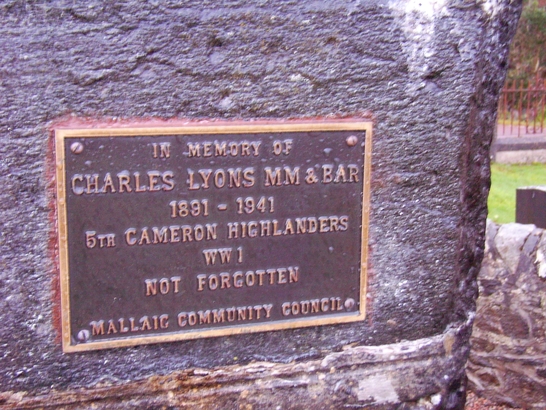 IN MEMORY OF
CHARLES LYONS MM & BAR
1891 - 1941
5TH CAMERON HIGHLANDERS
WW1
NOT FORGOTTEN
MALLAIG COMMUNITY COUNCIL